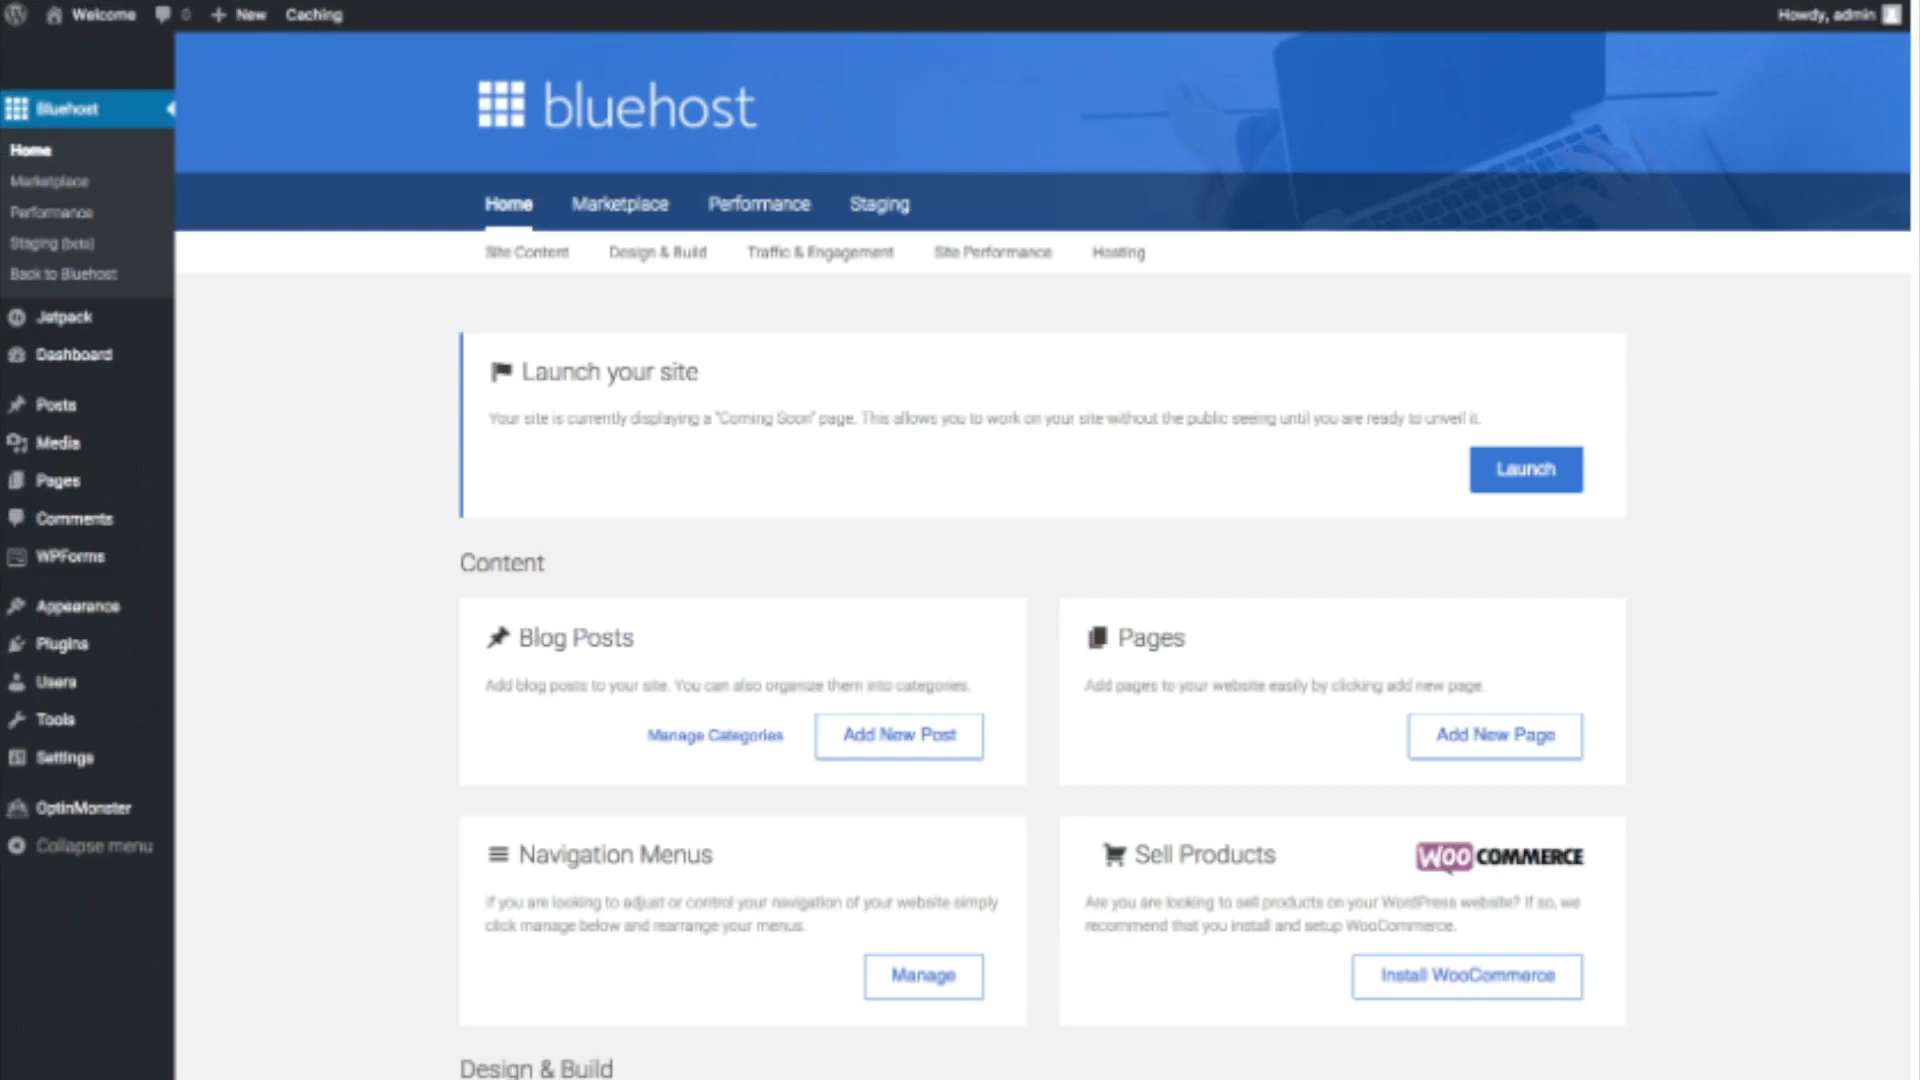 Welcome 0 New Caching Howdy, admin
bluehost
Bluehost
Home
Marketplace
Performance
Staging (beta)
Back to Bluehost
Jetpack
Dashboard
Posts
Media
Pages
Comments
WPForms
Appearance
Plugins
Users
Tools
Settings
OptinMonster
Collapse menu
Home Marketplace Performance Staging
Site Content Design & Build Traffic & Engagement Site Performance Hosting
Launch your site
Your site is currently displaying a "Coming Soon" page. This allows you to work on your site without the public seeing until you are ready to unveil it.
Launch
Content
Blog Posts
Add blog posts to your site. You can also organize them into categories.
Manage Categories Add New Post
Pages
Add pages to your website easily by clicking add new page.
Add New Page
Navigation Menus
If you are looking to adjust or control your navigation of your website simply
click manage below and rearrange your menus.
Manage
Sell Products WOO COMMERCE
Are you are looking to sell products on your WordPress website? If so, we
recommend that you install and setup WooCommerce.
Install WooCommerce
Design & Build